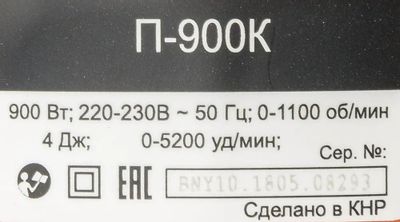 П-900К
900 Вт; 220-230В ~ 50 Гц; 0-1100 об/мин
4 Дж; 0-5200 уд/мин;
Сер. №:
EAC BNY10.1805.08293
Сделано в КНР